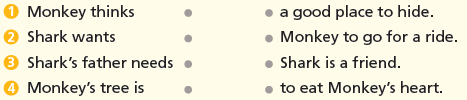 1 Monkey thinks • • a good place to hide.
2 Shark wants • • Monkey to go for a ride.
3 Shark's father needs • • Shark is a friend.
4 Monkey's tree is • • to eat Monkey's heart.